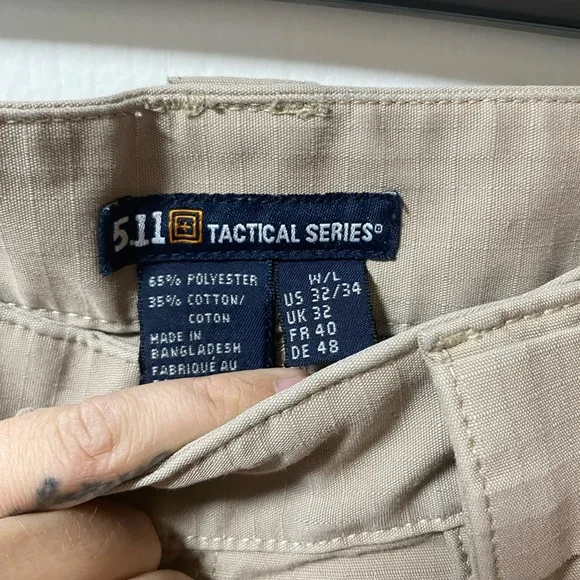 5.11 TACTICAL SERIES®
65% POLYESTER
35% COTTON/
COTON
MADE IN
BANGLADESH
FABRIQUÉ AU
W/L
US 32/34
UK 32
FR 40
DE 48